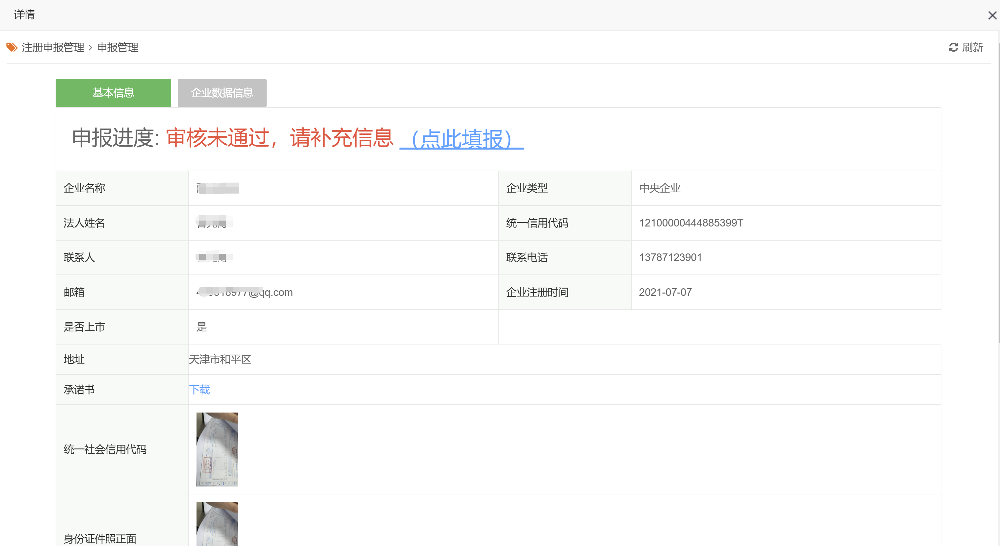 详情
注册申报管理 > 申报管理
刷新
基本信息
企业数据信息
申报进度: 审核未通过，请补充信息 （点此填报）
企业名称
企业类型
中央企业
法人姓名
统一信用代码
12100000444885399T
联系人
联系电话
13787123901
邮箱
@qq.com
企业注册时间
2021-07-07
是否上市
是
地址
天津市和平区
承诺书
下载
统一社会信用代码
身份证件照正面